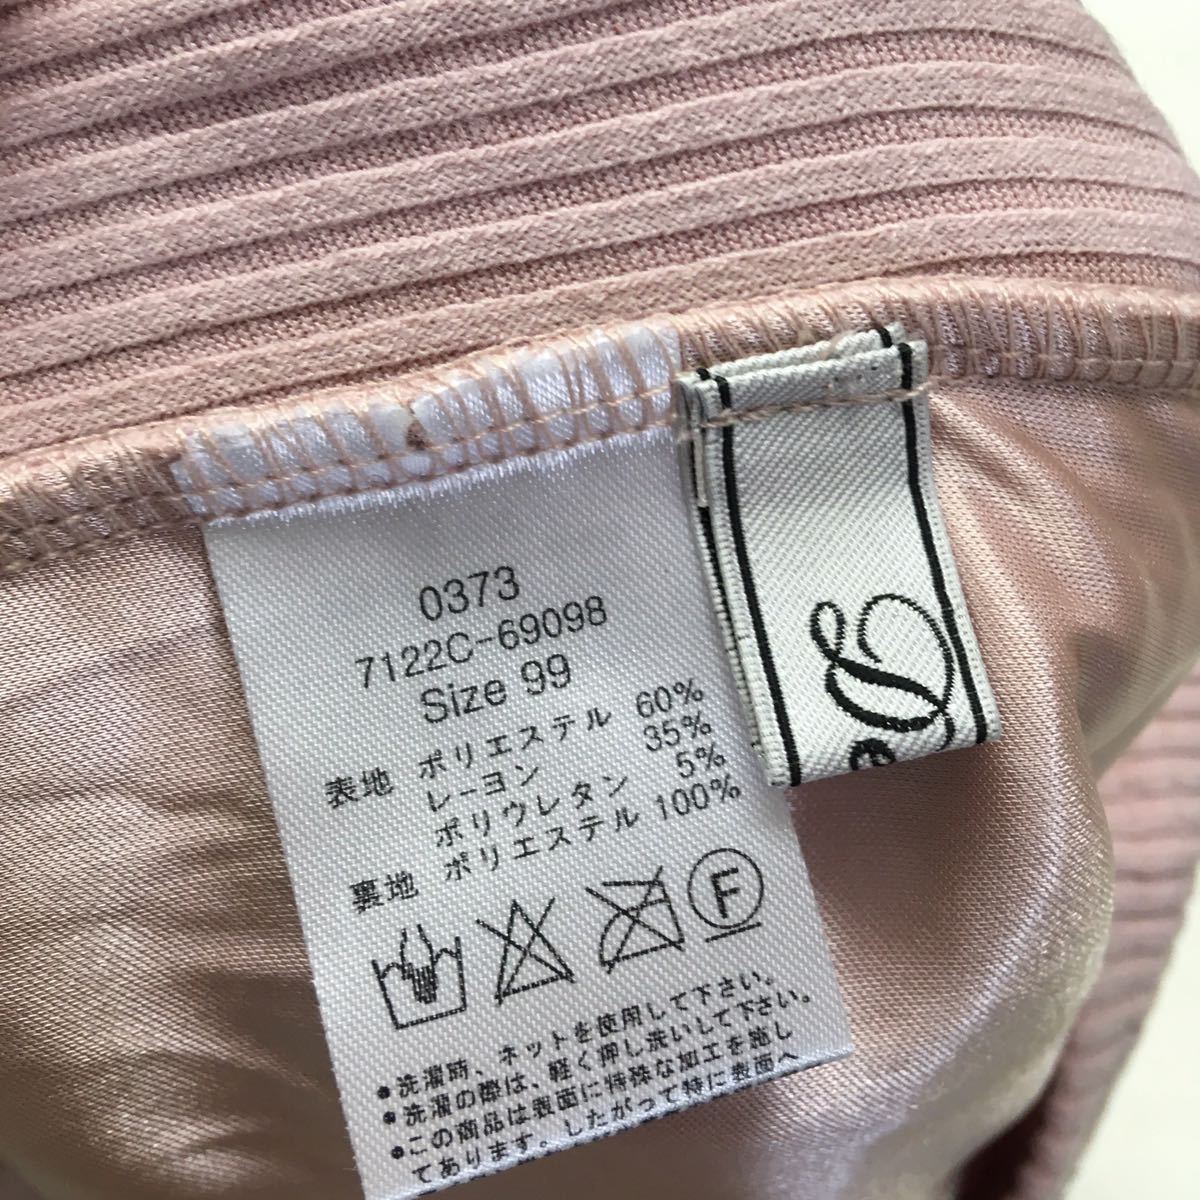 0373
7122C-69098
Size 99
表地 ポリエステル 60%
レーヨン 35%
ポリウレタン 5%
裏地 ポリエステル 100%
F
●洗濯時、ネットを使用して下さい。
●洗濯の際は、軽く押し洗いして下さい。
●この商品は表面に特殊な加工を施し
てあります。したがって特に表面へ